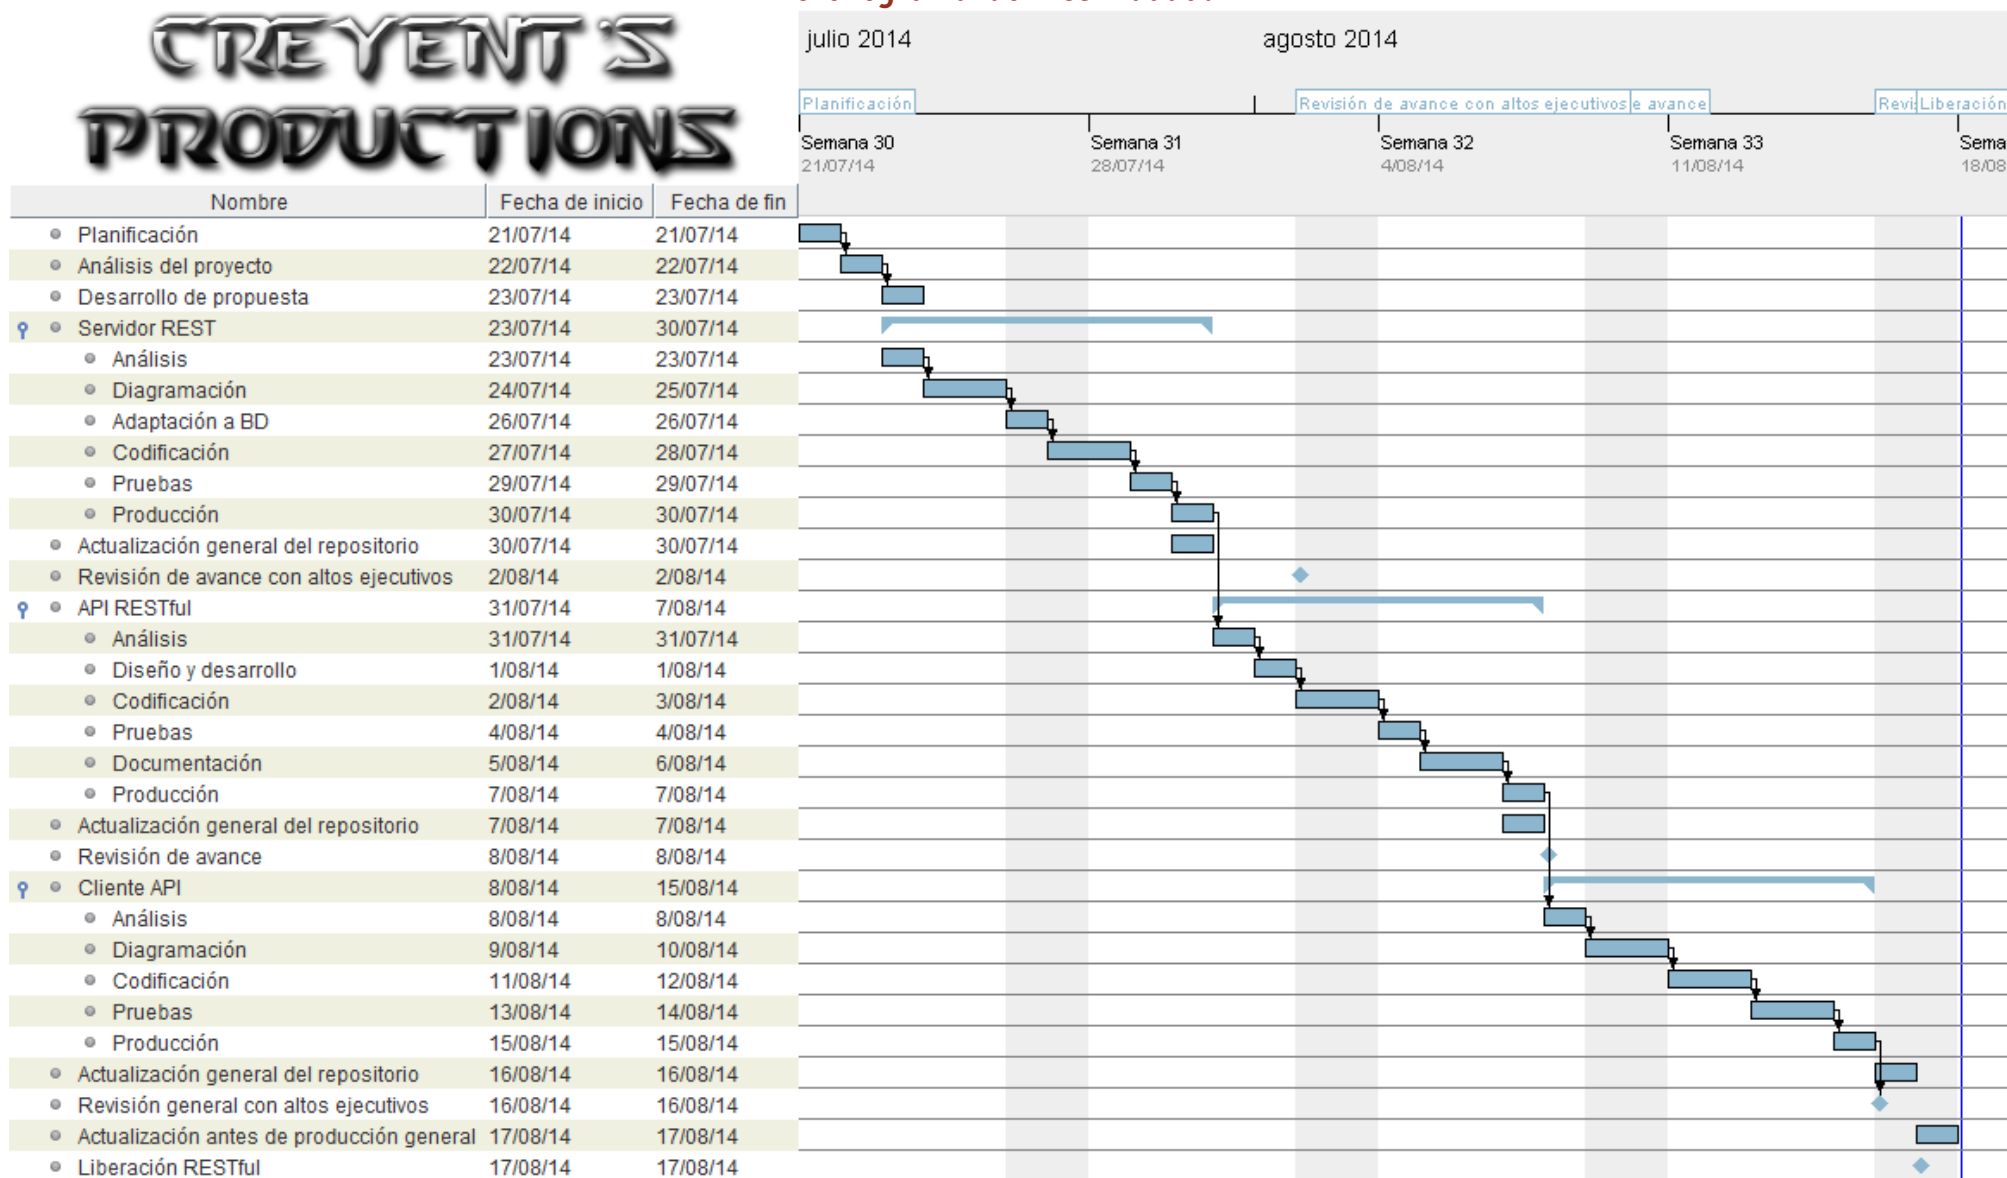 CREYENT'S
PRODUCTIONS
julio 2014 agosto 2014
Planificación Revisión de avance con altos ejecutivos e avance Liberación
Semana 30 Semana 31 Semana 32 Semana 33
21/07/14 28/07/14 4/08/14 11/08/14
Nombre Fecha de inicio Fecha de fin
Planificación 21/07/14 21/07/14
Análisis del proyecto 22/07/14 22/07/14
Desarrollo de propuesta 23/07/14 23/07/14
Servidor REST 23/07/14 30/07/14
Análisis 23/07/14 23/07/14
Diagramación 24/07/14 25/07/14
Adaptación a BD 26/07/14 26/07/14
Codificación 27/07/14 28/07/14
Pruebas 29/07/14 29/07/14
Producción 30/07/14 30/07/14
Actualización general del repositorio 30/07/14 30/07/14
Revisión de avance con altos ejecutivos 2/08/14 2/08/14
API RESTful 31/07/14 7/08/14
Análisis 31/07/14 31/07/14
Diseño y desarrollo 1/08/14 1/08/14
Codificación 2/08/14 3/08/14
Pruebas 4/08/14 4/08/14
Documentación 5/08/14 6/08/14
Producción 7/08/14 7/08/14
Actualización general del repositorio 7/08/14 7/08/14
Revisión de avance 8/08/14 8/08/14
Cliente API 8/08/14 15/08/14
Análisis 8/08/14 8/08/14
Diagramación 9/08/14 10/08/14
Codificación 11/08/14 12/08/14
Pruebas 13/08/14 14/08/14
Producción 15/08/14 15/08/14
Actualización general del repositorio 16/08/14 16/08/14
Revisión general con altos ejecutivos 16/08/14 16/08/14
Actualización antes de producción general 17/08/14 17/08/14
Liberación RESTful 17/08/14 17/08/14